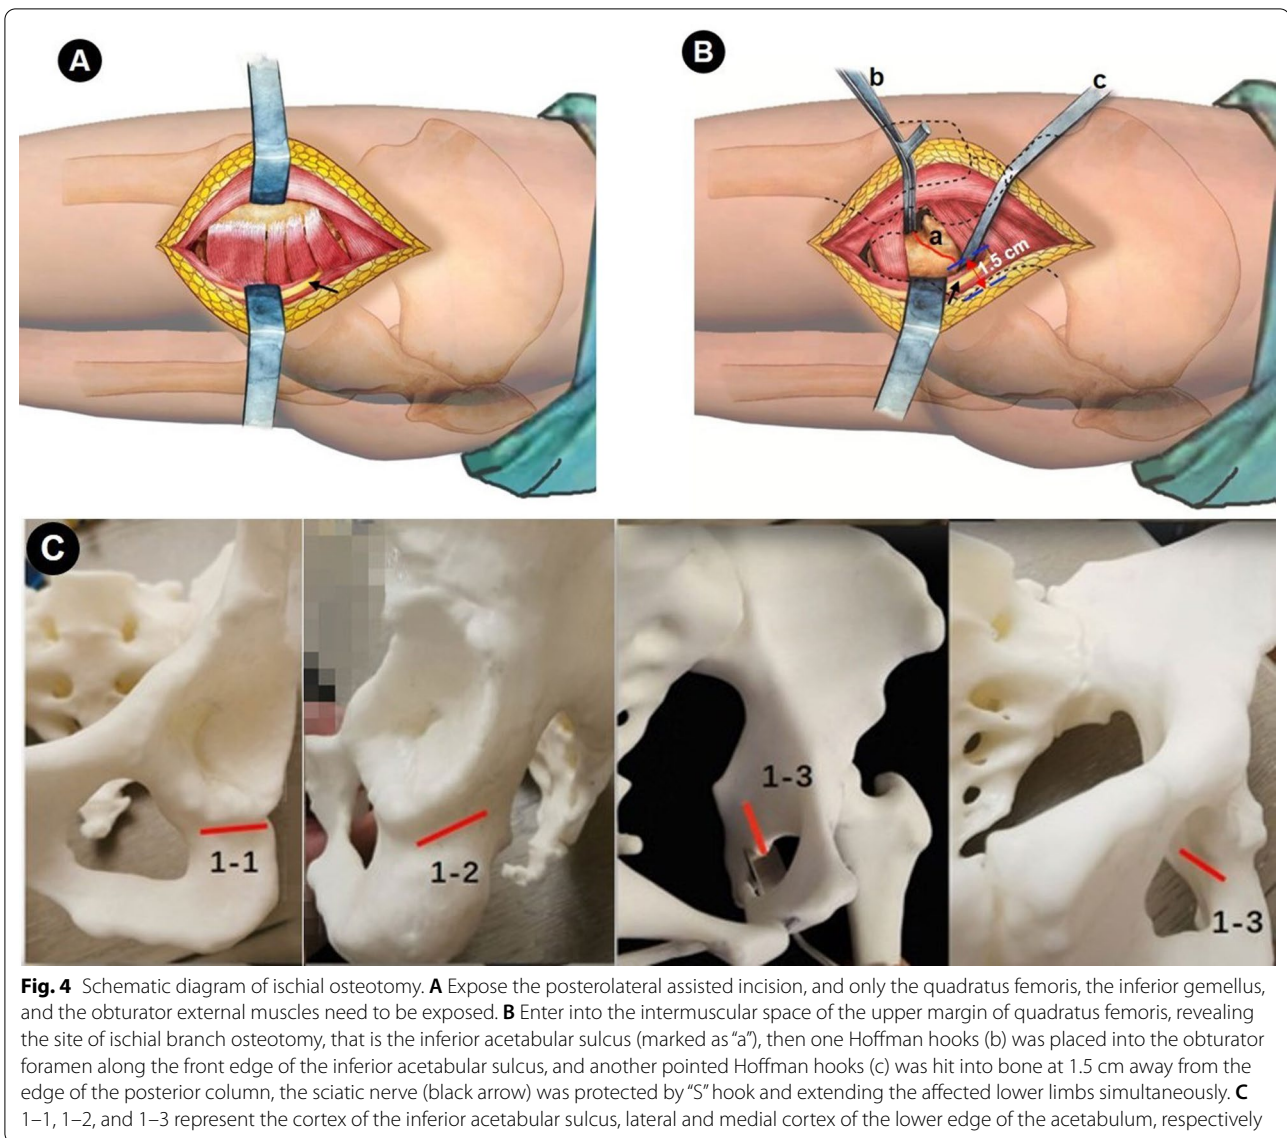 A
B
b
c
a
1.5 cm
C
1-1
1-2
1-3
1-3
Fig. 4 Schematic diagram of ischial osteotomy. A Expose the posterolateral assisted incision, and only the quadratus femoris, the inferior gemellus,
and the obturator external muscles need to be exposed. B Enter into the intermuscular space of the upper margin of quadratus femoris, revealing
the site of ischial branch osteotomy, that is the inferior acetabular sulcus (marked as “a”), then one Hoffman hooks (b) was placed into the obturator
foramen along the front edge of the inferior acetabular sulcus, and another pointed Hoffman hooks (c) was hit into bone at 1.5 cm away from the
edge of the posterior column, the sciatic nerve (black arrow) was protected by “S” hook and extending the affected lower limbs simultaneously. C
1–1, 1–2, and 1–3 represent the cortex of the inferior acetabular sulcus, lateral and medial cortex of the lower edge of the acetabulum, respectively